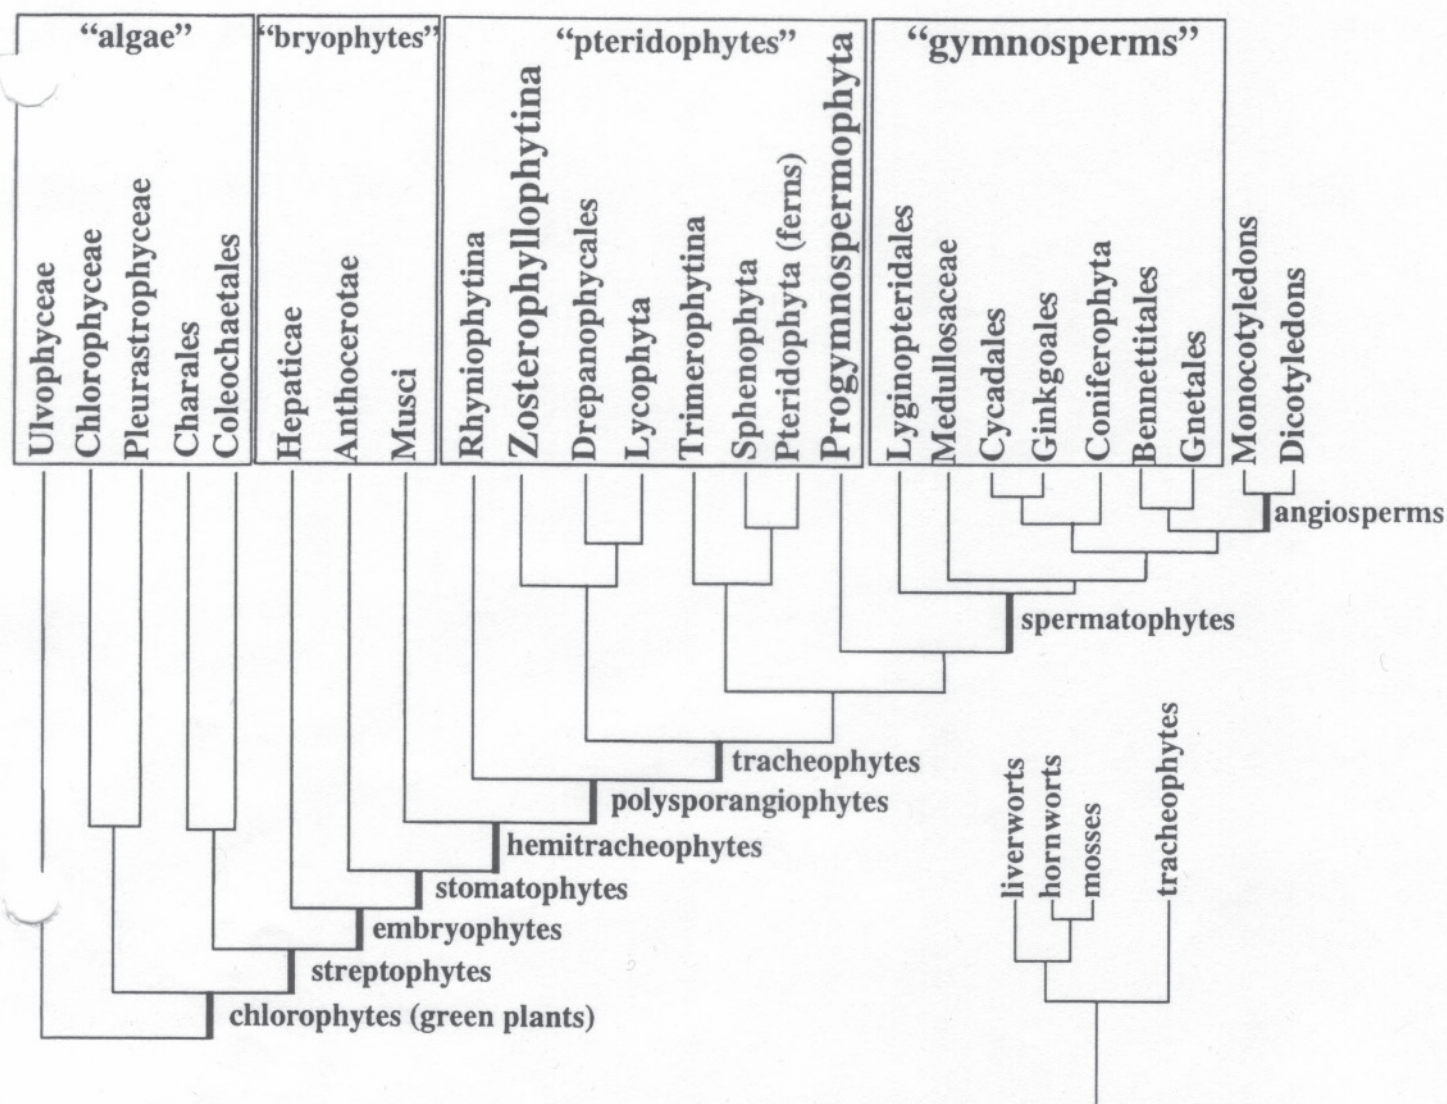 “algae”
“bryophytes”
“pteridophytes”
“gymnosperms”
Ulvophyceae
Chlorophyceae
Pleurastrophyceae
Charales
Coleochaetales
Hepaticae
Anthocerotae
Musci
Rhyniophytina
Zosterophyllophytina
Drepanophycales
Lycophyta
Trimerophytina
Sphenophyta
Pteridophyta (ferns)
Progymnospermophyta
Lyginopteridales
Medullosaceae
Cycadales
Ginkgoales
Coniferophyta
Bennettitales
Gnetales
Monocotyledons
Dicotyledons
angiosperms
spermatophytes
tracheophytes
polysporangiophytes
hemitracheophytes
stomatophytes
embryophytes
streptophytes
chlorophytes (green plants)
liverworts
hornworts
mosses
tracheophytes